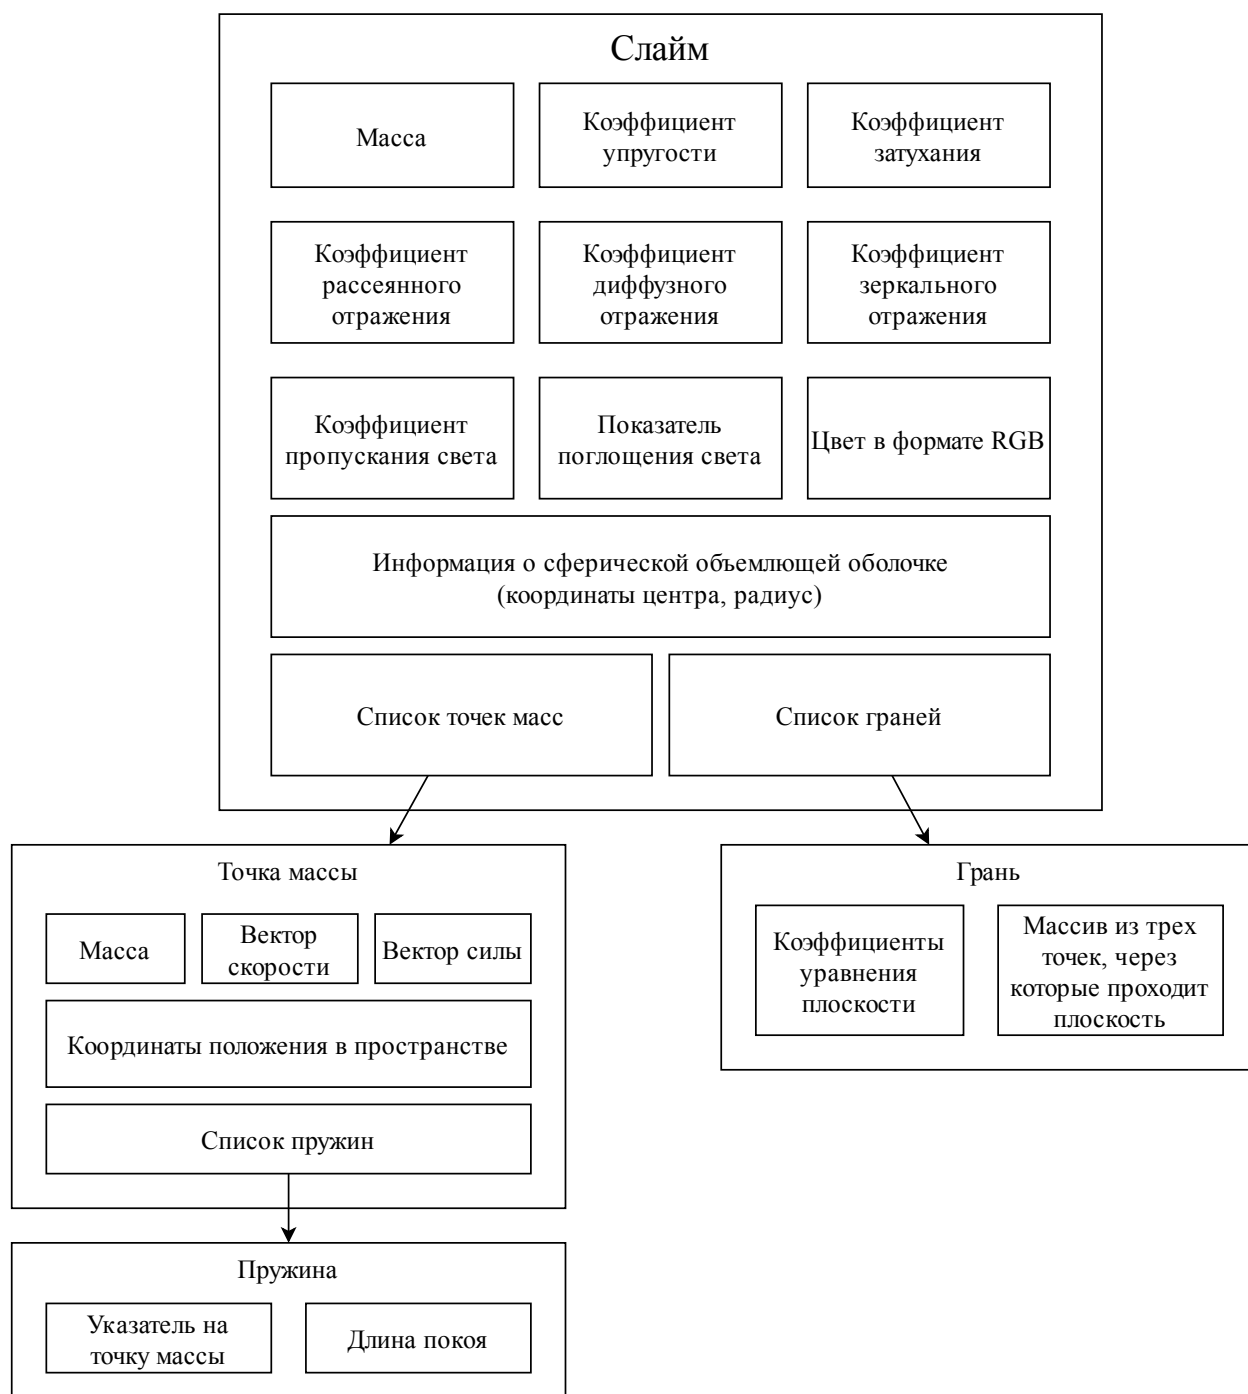 Слайм
Масса
Коэффициент
упругости
Коэффициент
затухания
Коэффициент
рассеянного
отражения
Коэффициент
диффузного
отражения
Коэффициент
зеркального
отражения
Коэффициент
пропускания света
Показатель
поглощения света
Цвет в формате RGB
Информация о сферической объемлющей оболочке
(координаты центра, радиус)
Список точек масс
Список граней
Точка массы
Масса
Вектор
скорости
Вектор силы
Координаты положения в пространстве
Список пружин
Грань
Коэффициенты
уравнения
плоскости
Массив из трех
точек, через
которые проходит
плоскость
Пружина
Указатель на
точку массы
Длина покоя